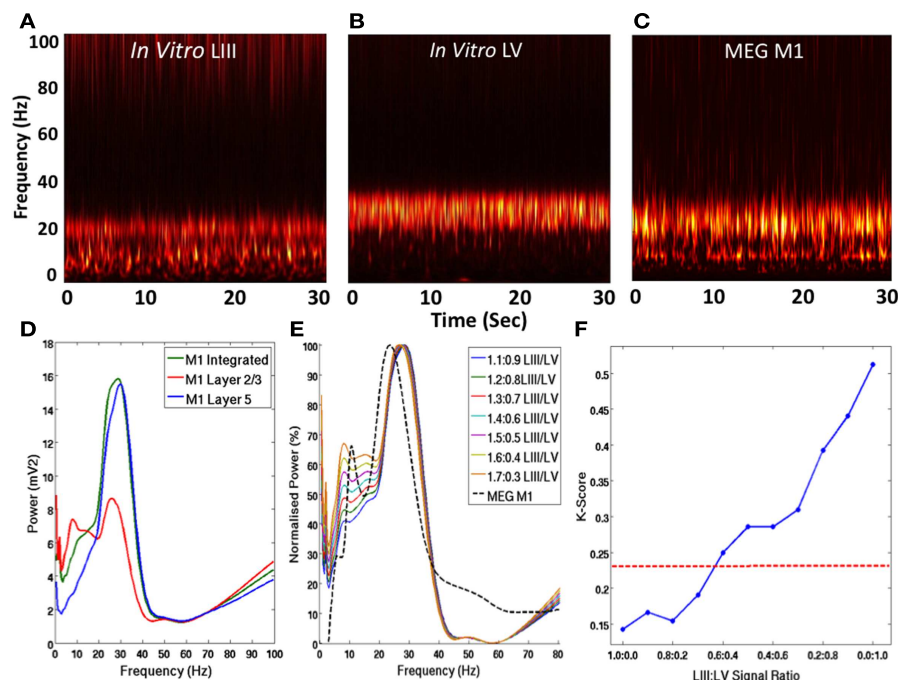 A
B
C
In Vitro LIII
In Vitro LV
MEG M1
Frequency (Hz)
100
80
60
40
20
0
0 10 20 30
0 10 20 30
0 10 20 30
Time (Sec)
D
M1 Integrated
M1 Layer 2/3
M1 Layer 5
Power (mV2)
18
16
14
12
10
8
6
4
2
0
0 10 20 30 40 50 60 70 80 90 100
Frequency (Hz)
E
1.1:0.9 LIII/LV
1.2:0.8LIII/LV
1.3:0.7 LIII/LV
1.4:0.6 LIII/LV
1.5:0.5 LIII/LV
1.6:0.4 LIII/LV
1.7:0.3 LIII/LV
MEG M1
Normalised Power (%)
100
90
80
70
60
50
40
30
20
10
0
0 10 20 30 40 50 60 70 80
Frequency (Hz)
F
K-Score
0.5
0.45
0.4
0.35
0.3
0.25
0.2
0.15
1.0:0.0 0.8:0.2 0.6:0.4 0.4:0.6 0.2:0.8 0.0:1.0
LIII:LV Signal Ratio